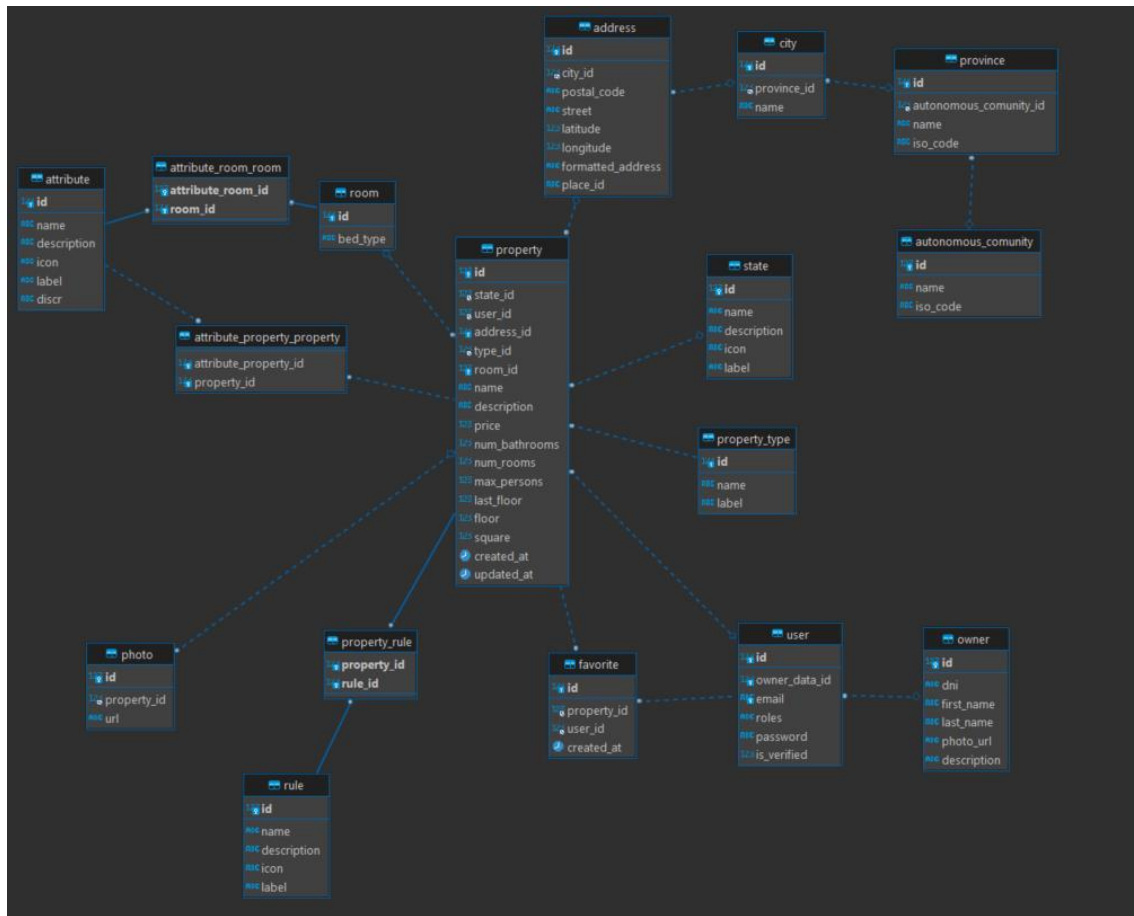 address
id
city_id
postal_code
street
latitude
longitude
formatted_address
place_id
city
id
province_id
name
province
id
autonomous_comunity_id
name
iso_code
attribute
id
name
description
icon
label
discr
attribute_room_room
attribute_room_id
room_id
room
id
bed_type
property
id
state_id
user_id
address_id
type_id
room_id
name
description
price
num_bathrooms
num_rooms
max_persons
last_floor
floor
square
created_at
updated_at
state
id
name
description
icon
label
autonomous_comunity
id
name
iso_code
attribute_property_property
attribute_property_id
property_id
property_type
id
name
label
photo
id
property_id
url
property_rule
property_id
rule_id
favorite
id
property_id
user_id
created_at
user
id
owner_data_id
email
roles
password
is_verified
owner
id
dni
first_name
last_name
photo_url
description
rule
id
name
description
icon
label